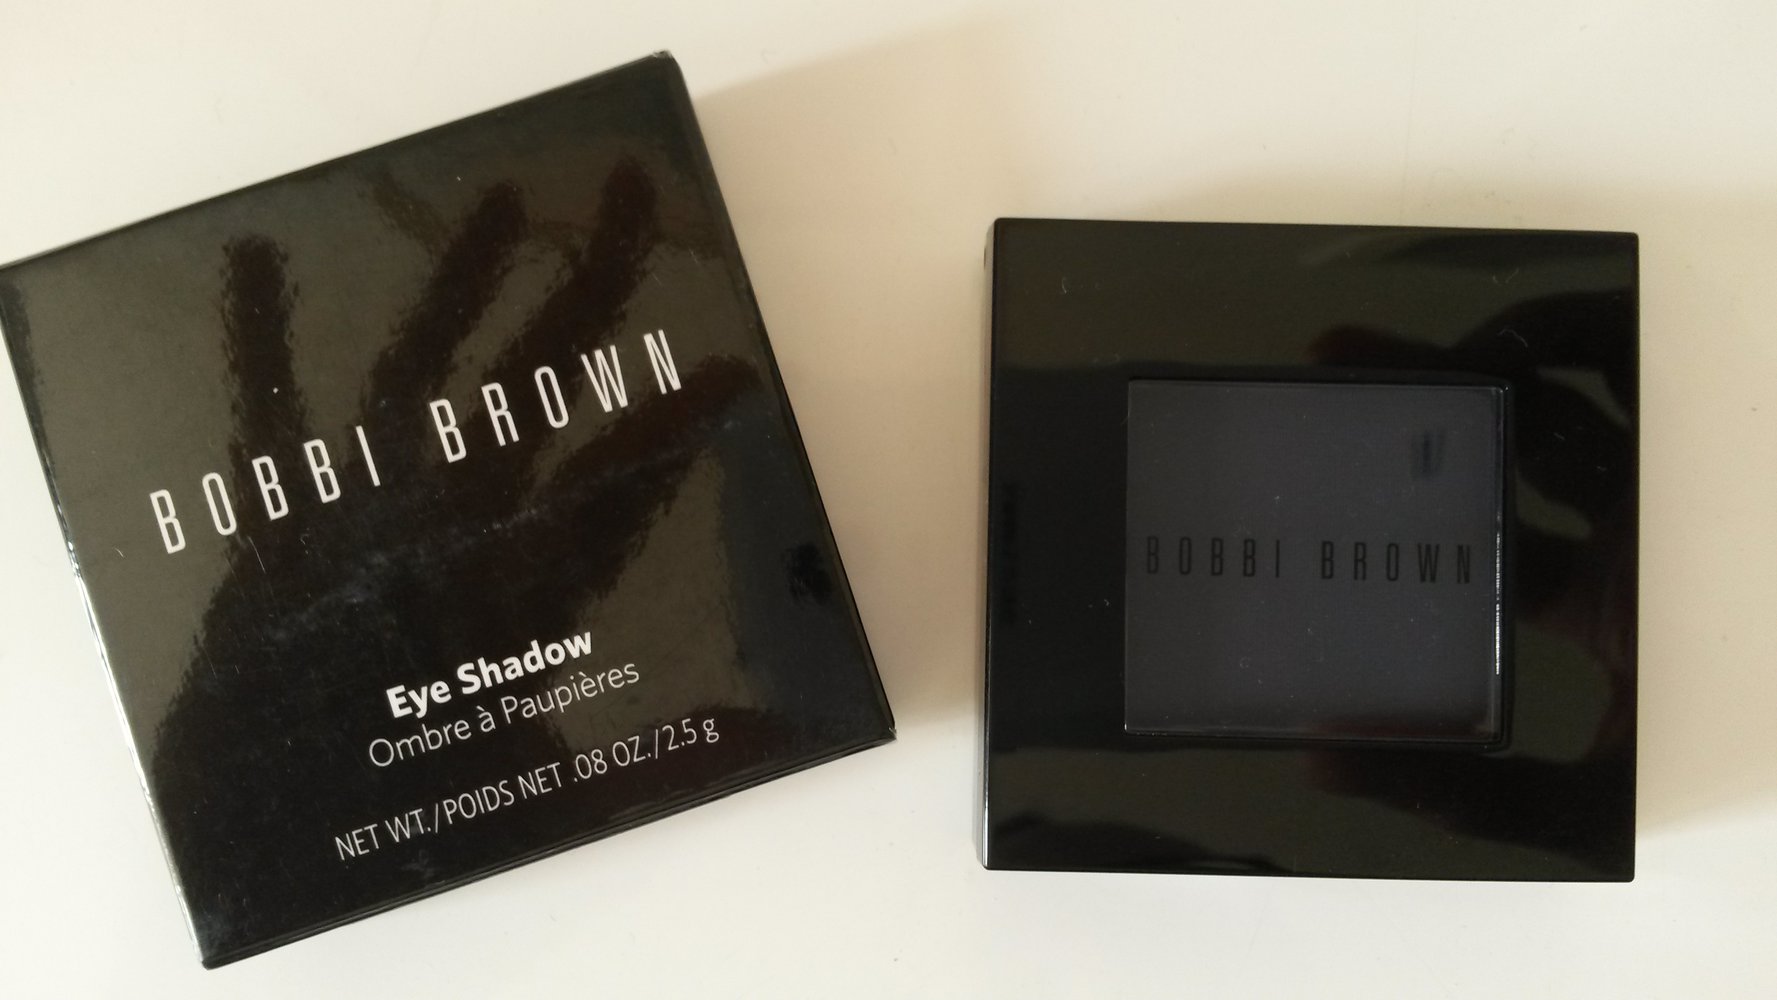 BOBBI BROWN
Eye Shadow
Ombre à Paupières
NET WT./POIDS NET .08 OZ./2.5 g
BOBBI BROWN